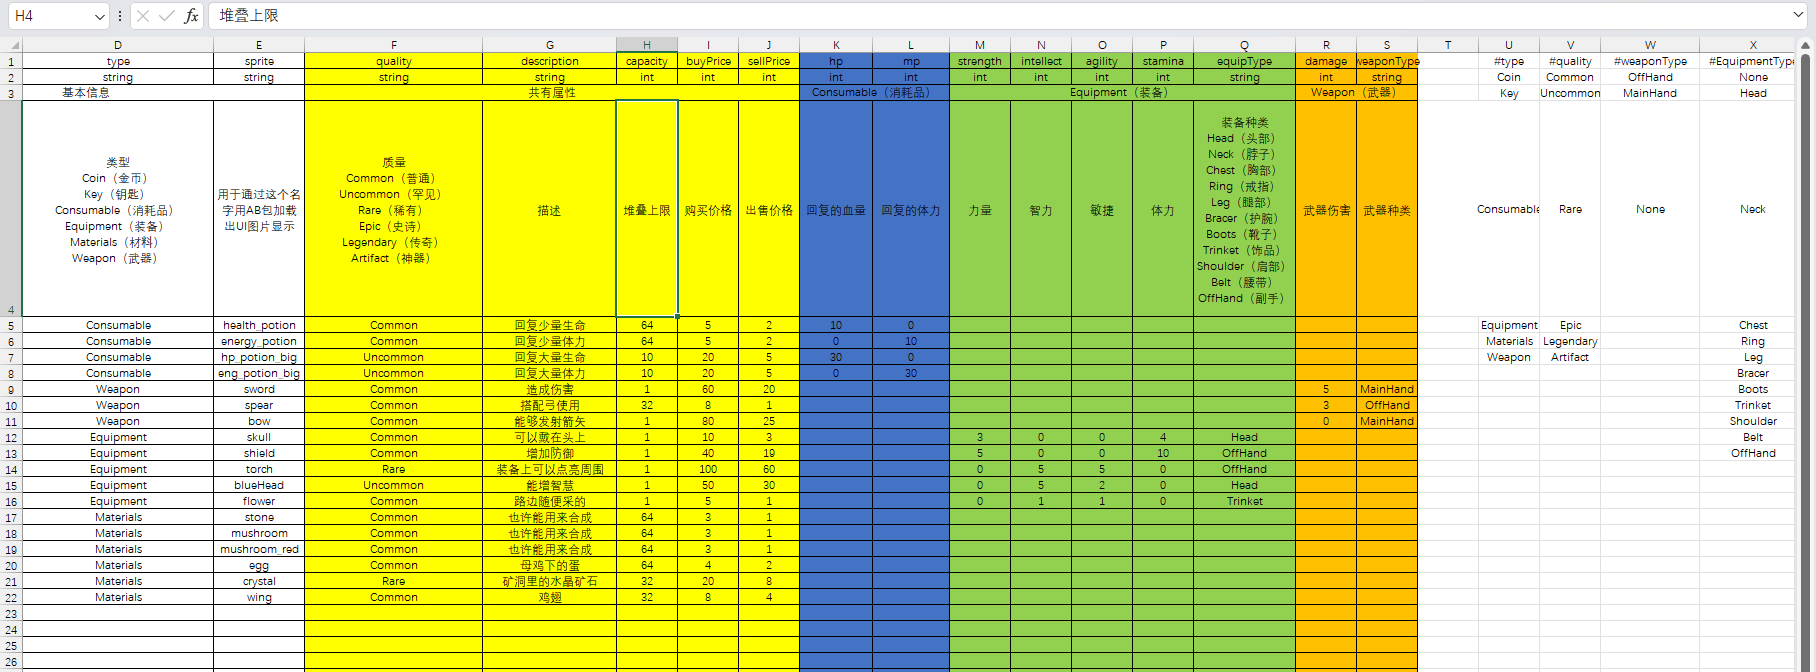 H4 fx 堆叠上限
D E F G H I J K L M N O P Q R S T U V W X
1 type sprite quality description capacity buyPrice sellPrice hp mp strength intellect agility stamina equipType damage weaponType #type #quality #weaponType #EquipmentType
2 string string string string int int int int int int int int int string int string Coin Common OffHand None
3 基本信息 共有属性 Consumable（消耗品） Equipment（装备） Weapon（武器） Key Uncommon MainHand Head
类型
Coin（金币）
Key（钥匙）
Consumable（消耗品）
Equipment（装备）
Materials（材料）
Weapon（武器）
用于通过这个名
字用AB包加载
出UI图片显示
质量
Common（普通）
Uncommon（罕见）
Rare（稀有）
Epic（史诗）
Legendary（传奇）
Artifact（神器）
描述
堆叠上限
购买价格
出售价格
回复的血量
回复的体力
力量
智力
敏捷
体力
装备种类
Head（头部）
Neck（脖子）
Chest（胸部）
Ring（戒指）
Leg（腿部）
Bracer（护腕）
Boots（靴子）
Trinket（饰品）
Shoulder（肩部）
Belt（腰带）
OffHand（副手）
武器伤害
武器种类
Consumable
Rare
None
Neck
4
5 Consumable health_potion Common 回复少量生命 64 5 2 10 0 Equipment Epic Chest
6 Consumable energy_potion Common 回复少量体力 64 5 2 0 10 Materials Legendary Ring
7 Consumable hp_potion_big Uncommon 回复大量生命 10 20 5 30 0 Weapon Artifact Leg
8 Consumable eng_potion_big Uncommon 回复大量体力 10 20 5 0 30 Bracer
9 Weapon sword Common 造成伤害 1 60 20 5 MainHand Boots
10 Weapon spear Common 搭配弓使用 32 8 1 3 OffHand Trinket
11 Weapon bow Common 能够发射箭矢 1 80 25 0 MainHand Shoulder
12 Equipment skull Common 可以戴在头上 1 10 3 3 0 0 4 Head Belt
13 Equipment shield Common 增加防御 1 40 19 5 0 0 10 OffHand OffHand
14 Equipment torch Rare 装备上可以点亮周围 1 100 60 0 5 5 0 OffHand
15 Equipment blueHead Uncommon 能增智慧 1 50 30 0 5 2 0 Head
16 Equipment flower Common 路边随便采的 1 5 1 0 1 1 0 Trinket
17 Materials stone Common 也许能用来合成 64 3 1
18 Materials mushroom Common 也许能用来合成 64 3 1
19 Materials mushroom_red Common 也许能用来合成 64 3 1
20 Materials egg Common 母鸡下的蛋 64 4 2
21 Materials crystal Rare 矿洞里的水晶矿石 32 20 8
22 Materials wing Common 鸡翅 32 8 4
23
24
25
26